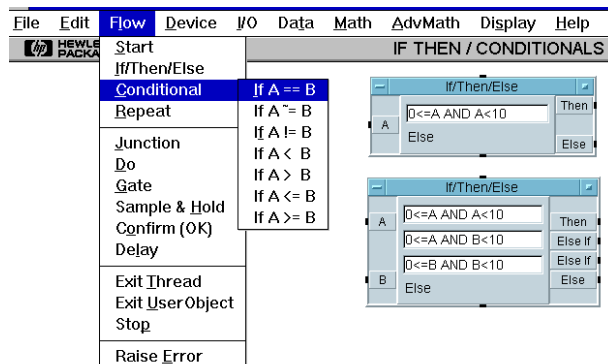 File Edit Flow Device I/O Data Math AdvMath Display Help
hp HEWLE
PACKA
IF THEN / CONDITIONALS
Start
If/Then/Else
Conditional
Repeat
Junction
Do
Gate
Sample & Hold
Confirm (OK)
Delay
Exit Thread
Exit UserObject
Stop
Raise Error
If A == B
If A ~= B
If A != B
If A < B
If A > B
If A <= B
If A >= B
If/Then/Else
A
0<=A AND A<10
Else
Then
Else
If/Then/Else
A
B
0<=A AND A<10
0<=A AND B<10
0<=B AND B<10
Else
Then
Else If
Else If
Else